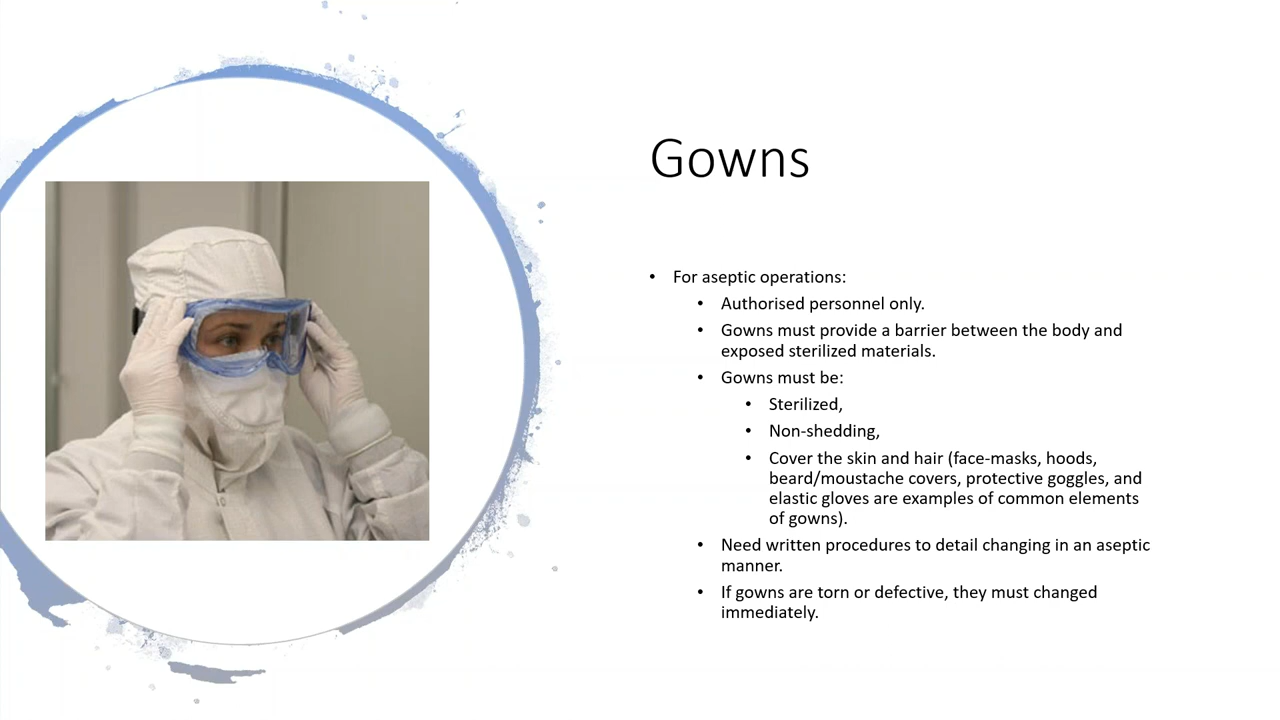 Gowns
• For aseptic operations:
• Authorised personnel only.
• Gowns must provide a barrier between the body and
exposed sterilized materials.
• Gowns must be:
• Sterilized,
• Non-shedding,
• Cover the skin and hair (face-masks, hoods,
beard/moustache covers, protective goggles, and
elastic gloves are examples of common elements
of gowns).
• Need written procedures to detail changing in an aseptic
manner.
• If gowns are torn or defective, they must changed
immediately.